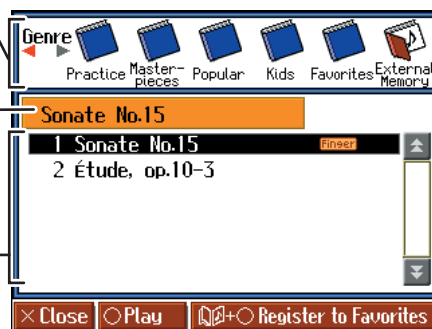 Genre
Practice Master-pieces Popular Kids Favorites External Memory
Sonate No.15
1 Sonate No.15 Finger
2 Étude, op.10-3
× Close ○ Play +○ Register to Favorites